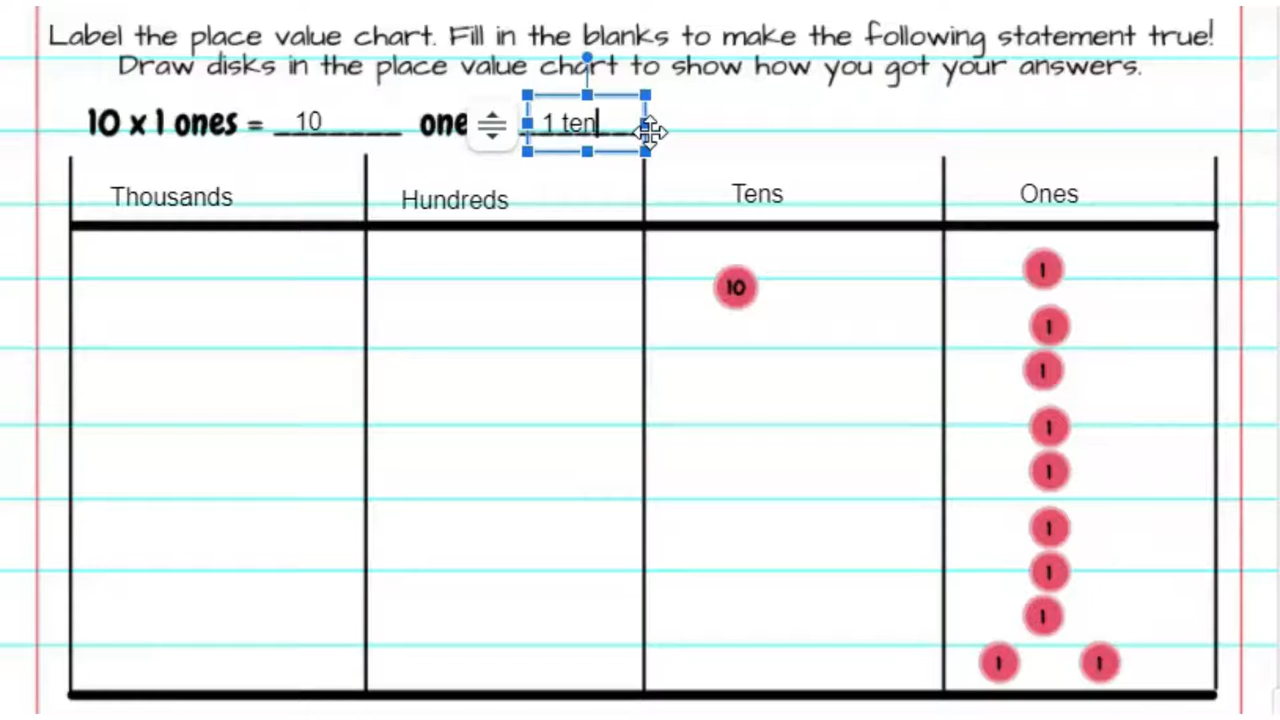 Label the place value chart. Fill in the blanks to make the following statement true!
Draw disks in the place value chart to show how you got your answers.
10 x 1 ones = 10 one 1 ten
Thousands Hundreds Tens Ones
10 1
1
1
1
1
1
1
1
1 1